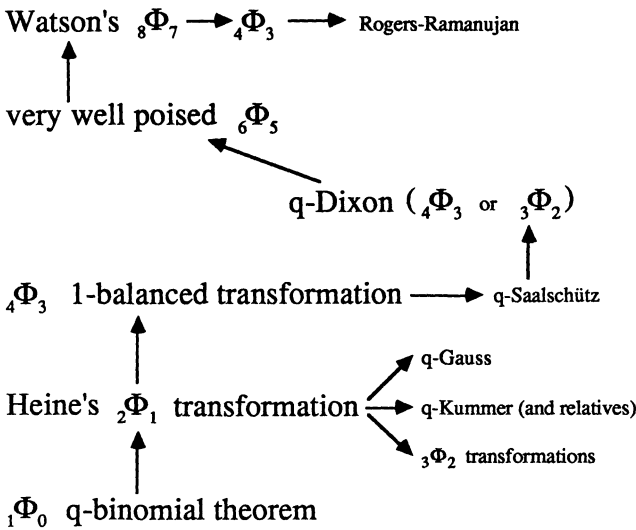 Watson's ₈Φ₇ → ₄Φ₃ → Rogers-Ramanujan
very well poised ₆Φ₅
q-Dixon (₄Φ₃ or ₃Φ₂)
₄Φ₃ 1-balanced transformation → q-Saalschütz
q-Gauss
Heine's ₂Φ₁ transformation → q-Kummer (and relatives)
₃Φ₂ transformations
₁Φ₀ q-binomial theorem